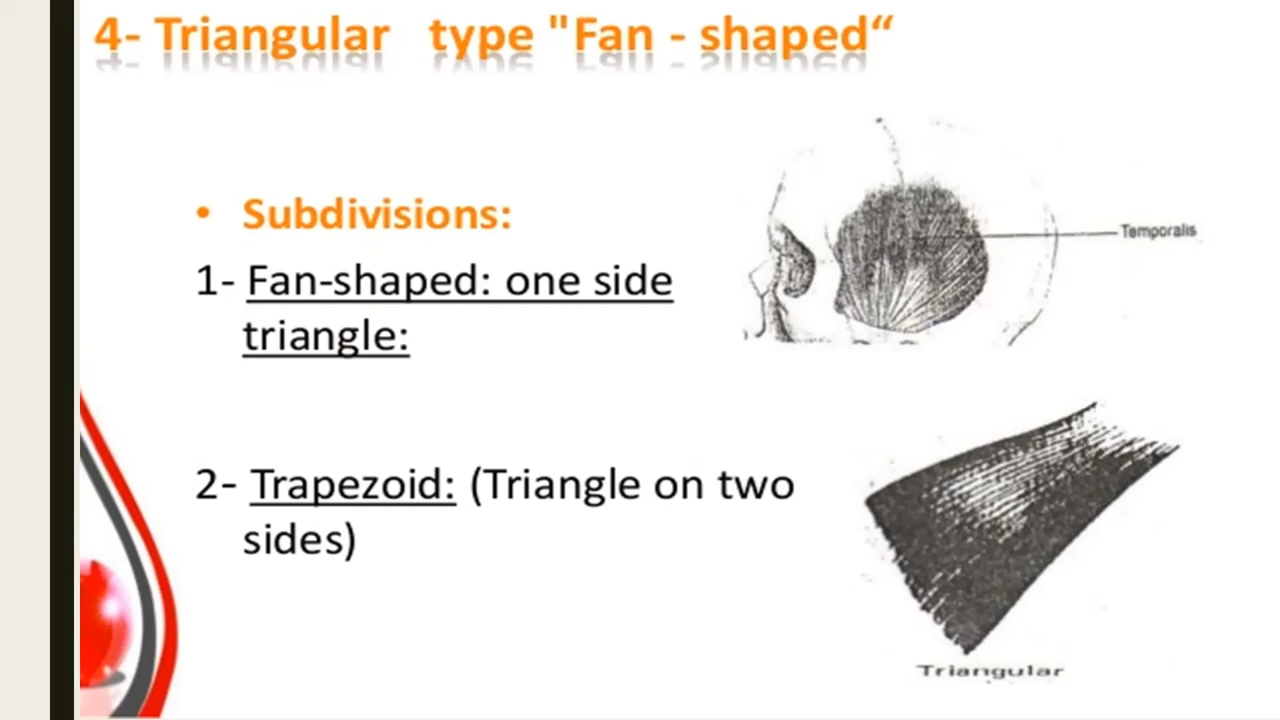 4- Triangular type "Fan - shaped“
• Subdivisions:
1- Fan-shaped: one side
triangle:
Temporalis
2- Trapezoid: (Triangle on two
sides)
Triangular